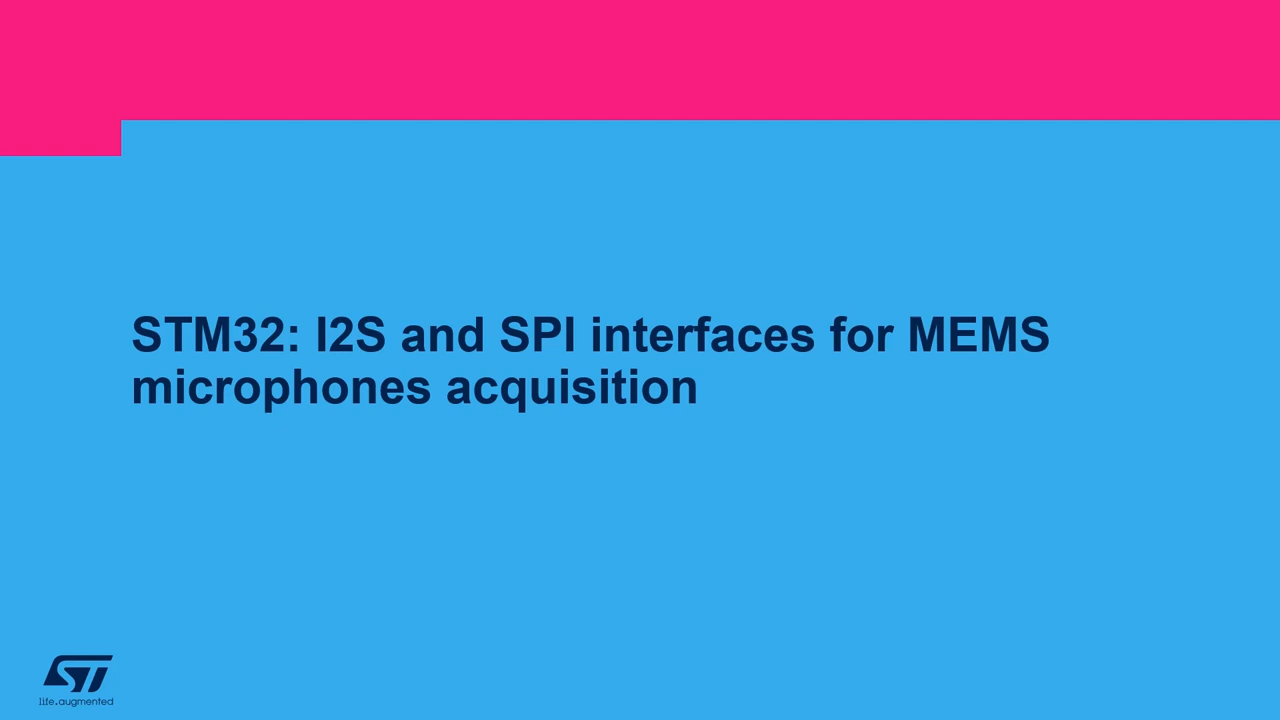 STM32: I2S and SPI interfaces for MEMS
microphones acquisition
ST
life.augmented